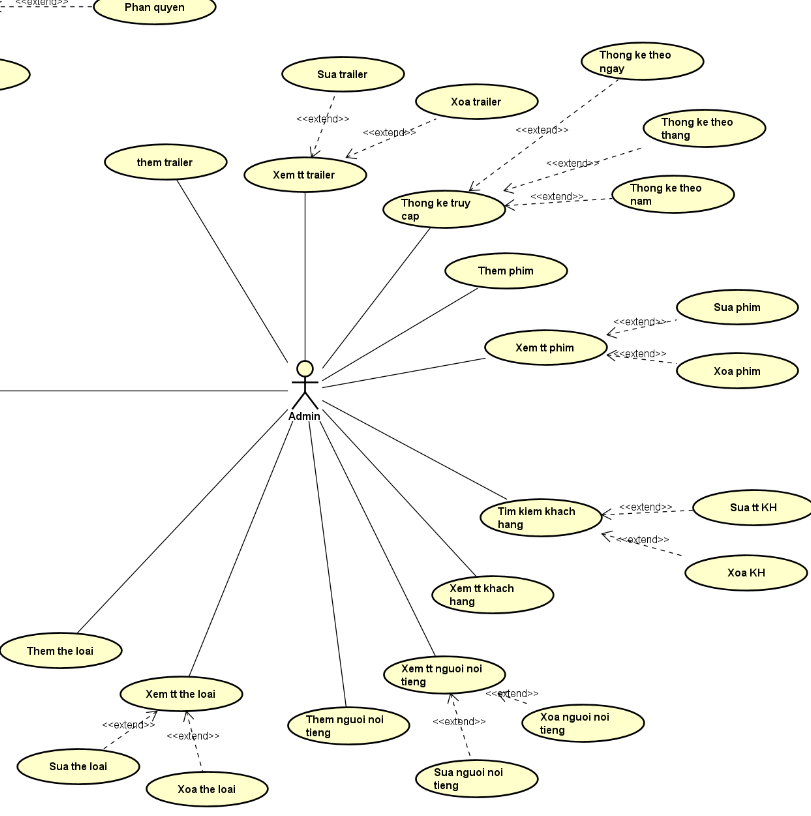 <<extend>>
Phan quyen
Sua trailer
Xoa trailer
Thong ke theo
ngay
<<extend>>
<<extend>>
<<extend>>
Thong ke theo
thang
them trailer
Xem tt trailer
<<extend>>
Thong ke theo
nam
<<extend>>
Thong ke truy
cap
Them phim
Sua phim
<<extend>>
Xem tt phim
<<extend>>
Xoa phim
Admin
Tim kiem khach
hang
<<extend>>
Sua tt KH
<<extend>>
Xoa KH
Xem tt khach
hang
Them the loai
Xem tt nguoi noi
tieng
Xem tt the loai
<<extend>>
<<extend>>
<<extend>>
<<extend>>
Them nguoi noi
tieng
Xoa nguoi noi
tieng
Sua the loai
Xoa the loai
Sua nguoi noi
tieng